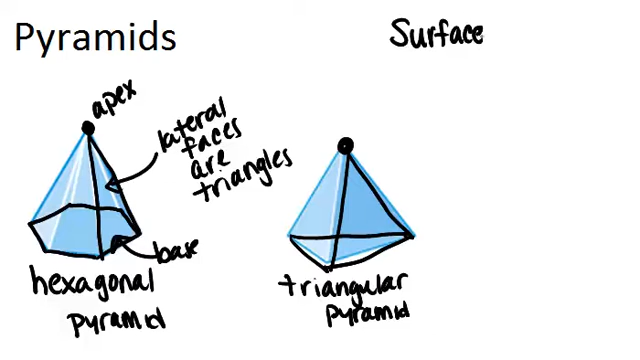 Pyramids
Surface
apex
lateral
faces
are
triangles
base
hexagonal
pyramid
triangular
pyramid